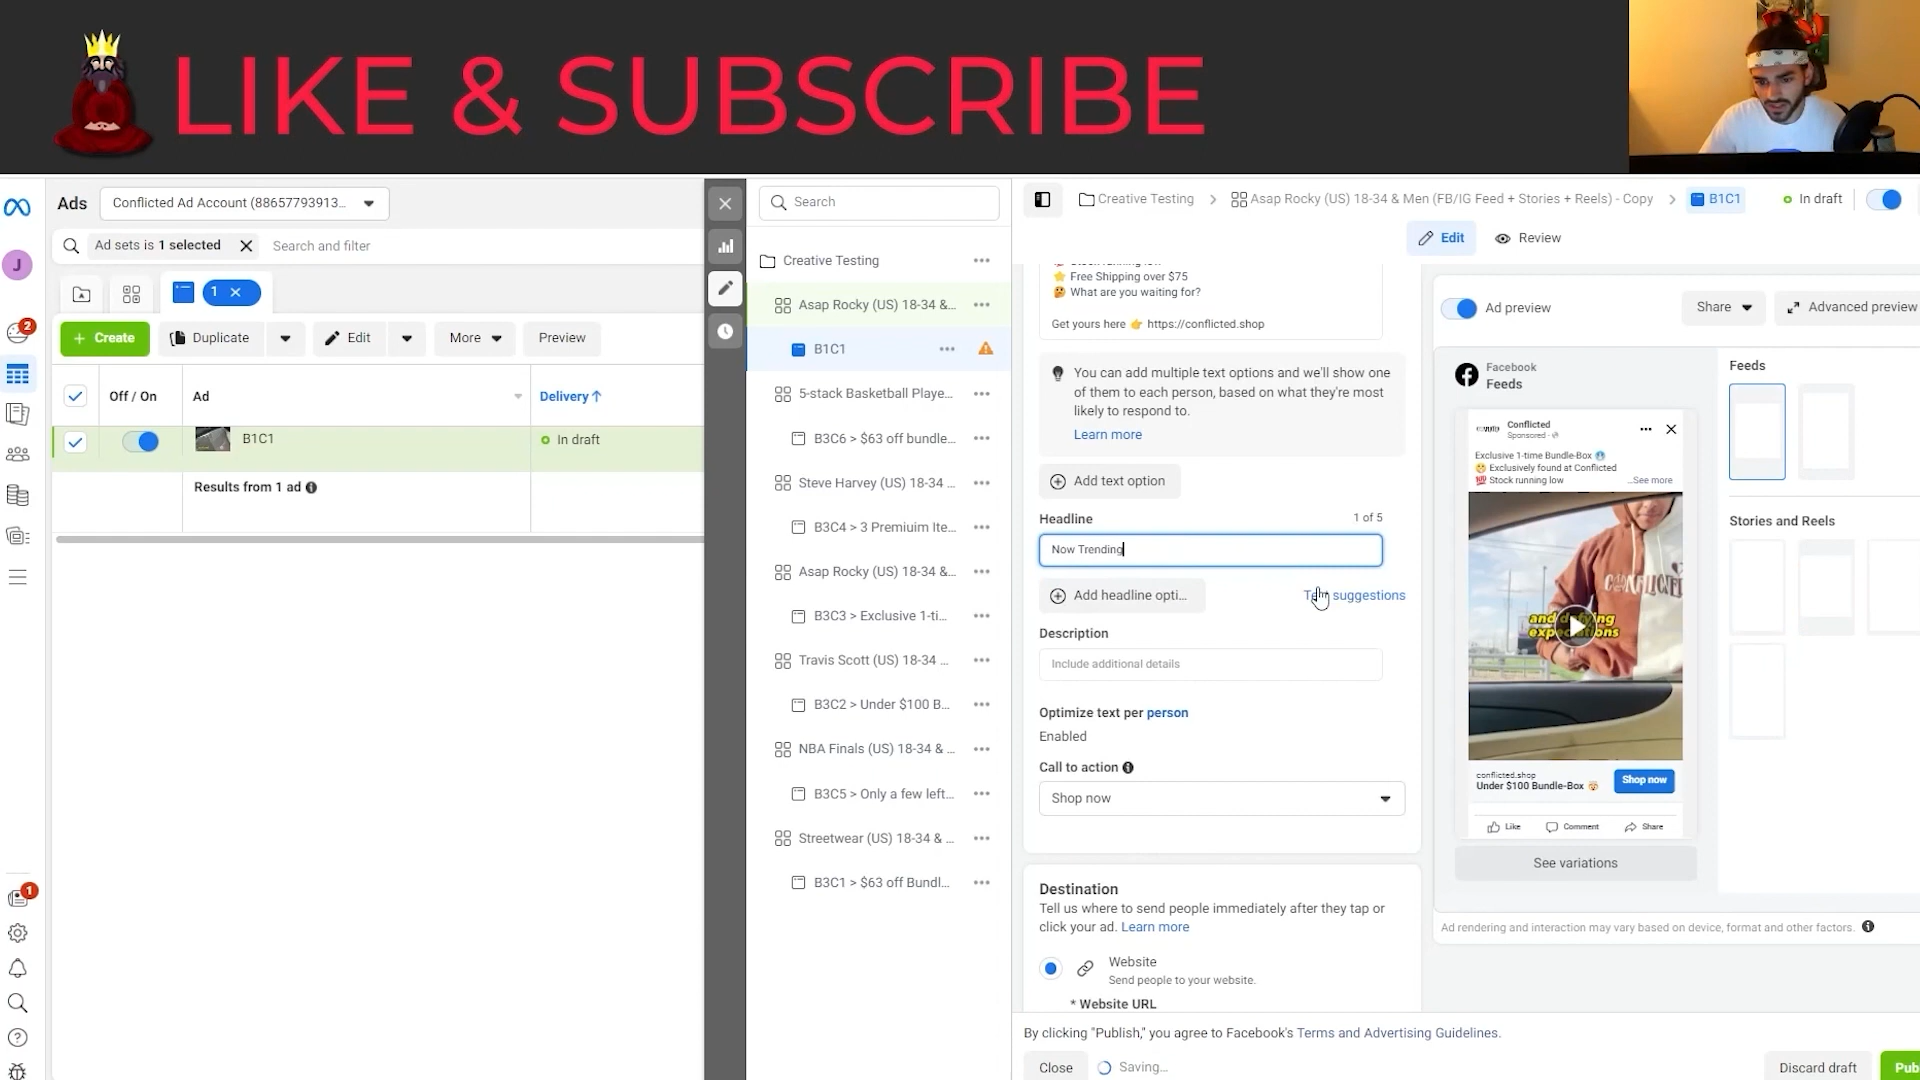 LIKE & SUBSCRIBE
Ads
Conflicted Ad Account (88657793913...
Ad sets is 1 selected
Search and filter
J
2
1
Create
Duplicate
Edit
More
Preview
Off / On
Ad
Delivery
B1C1
In draft
Results from 1 ad
1
Search
Creative Testing
Asap Rocky (US) 18-34 &...
B1C1
5-stack Basketball Playe...
B3C6 > $63 off bundle...
Steve Harvey (US) 18-34 ...
B3C4 > 3 Premiuim Ite...
Asap Rocky (US) 18-34 &...
B3C3 > Exclusive 1-ti...
Travis Scott (US) 18-34 ...
B3C2 > Under $100 B...
NBA Finals (US) 18-34 & ...
B3C5 > Only a few left...
Streetwear (US) 18-34 & ...
B3C1 > $63 off Bundl...
Creative Testing
Asap Rocky (US) 18-34 & Men (FB/IG Feed + Stories + Reels) - Copy
B1C1
In draft
Edit
Review
Free Shipping over $75
What are you waiting for?
Get yours here 👉 https://conflicted.shop
You can add multiple text options and we'll show one
of them to each person, based on what they're most
likely to respond to.
Learn more
Add text option
Headline
1 of 5
Now Trending
Add headline opti...
suggestions
Description
Include additional details
Optimize text per person
Enabled
Call to action
Shop now
Destination
Tell us where to send people immediately after they tap or
click your ad. Learn more
Website
Send people to your website.
* Website URL
By clicking "Publish," you agree to Facebook's Terms and Advertising Guidelines.
Close
Saving...
Discard draft
Pub
Ad preview
Share
Advanced preview
Facebook
Feeds
Conflicted
Sponsored
Exclusive 1-time Bundle-Box
Exclusively found at Conflicted
💯 Stock running low
...See more
CONFLICTED
and defying
expectations
conflicted.shop
Under $100 Bundle-Box
Shop now
Like
Comment
Share
See variations
Feeds
Stories and Reels
Ad rendering and interaction may vary based on device, format and other factors.